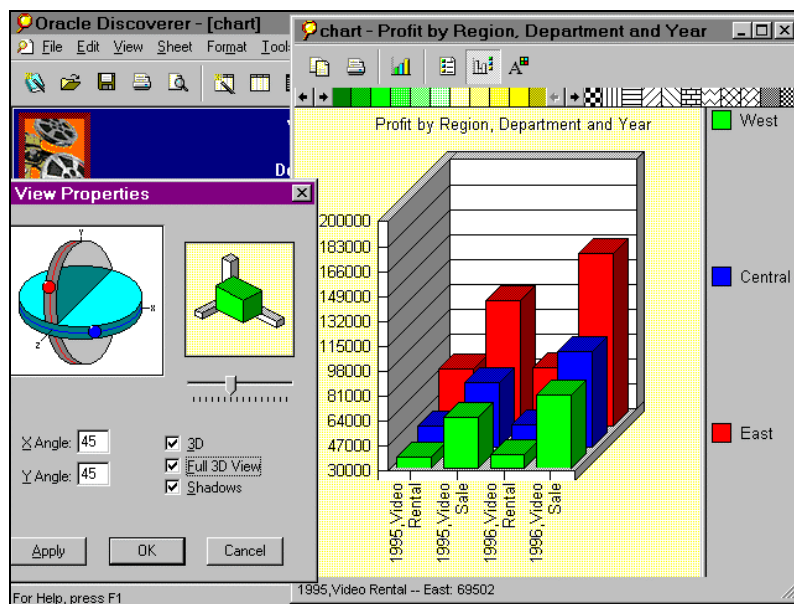 Oracle Discoverer - [chart]
File Edit View Sheet Format Tools
chart - Profit by Region, Department and Year
Profit by Region, Department and Year
West
Central
East
200000
183000
166000
149000
132000
115000
98000
81000
64000
47000
30000
1995,Video Rental
1995,Video Sale
1996,Video Rental
1996,Video Sale
1995,Video Rental -- East: 69502
View Properties
Y
X
Z
X Angle: 45
Y Angle: 45
3D
Full 3D View
Shadows
Apply OK Cancel
For Help, press F1